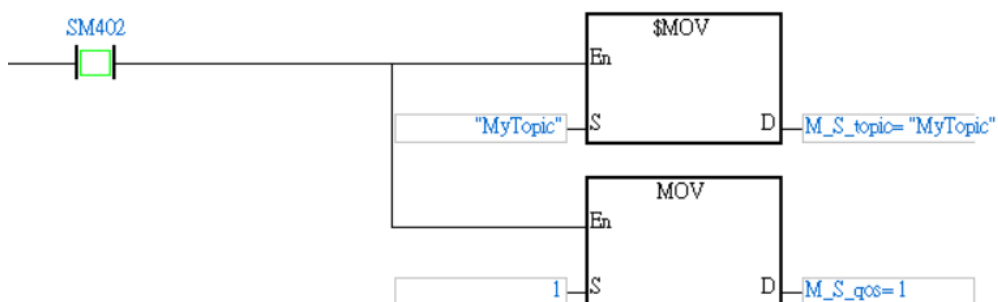 SM402
$MOV
En
"MyTopic" S D M_S_topic= "MyTopic"
MOV
En
1 S D M_S_qos= 1